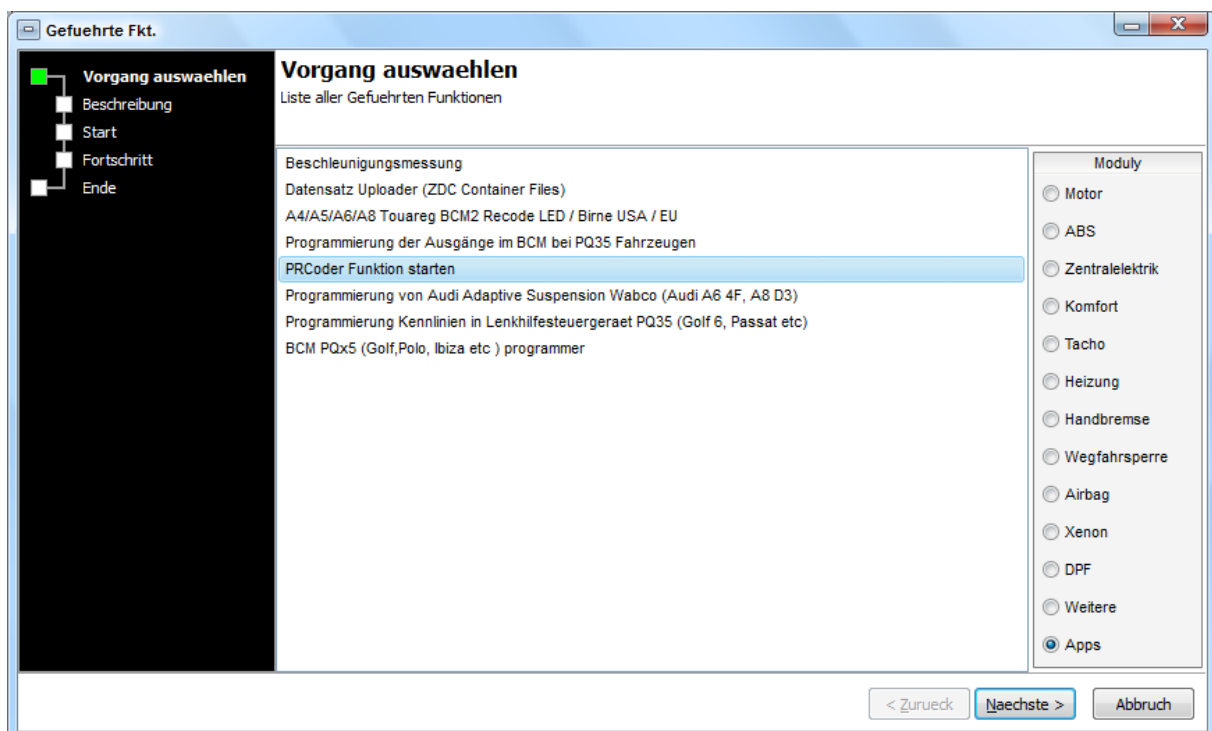 Gefuehrte Fkt.
Vorgang auswaehlen
Beschreibung
Start
Fortschritt
Ende
Vorgang auswaehlen
Liste aller Gefuehrten Funktionen
Beschleunigungsmessung
Datensatz Uploader (ZDC Container Files)
A4/A5/A6/A8 Touareg BCM2 Recode LED / Birne USA / EU
Programmierung der Ausgänge im BCM bei PQ35 Fahrzeugen
PRCoder Funktion starten
Programmierung von Audi Adaptive Suspension Wabco (Audi A6 4F, A8 D3)
Programmierung Kennlinien in Lenkhilfesteuergeraet PQ35 (Golf 6, Passat etc)
BCM PQx5 (Golf,Polo, Ibiza etc ) programmer
Moduly
Motor
ABS
Zentralelektrik
Komfort
Tacho
Heizung
Handbremse
Wegfahrsperre
Airbag
Xenon
DPF
Weitere
Apps
< Zurueck
Naechste >
Abbruch